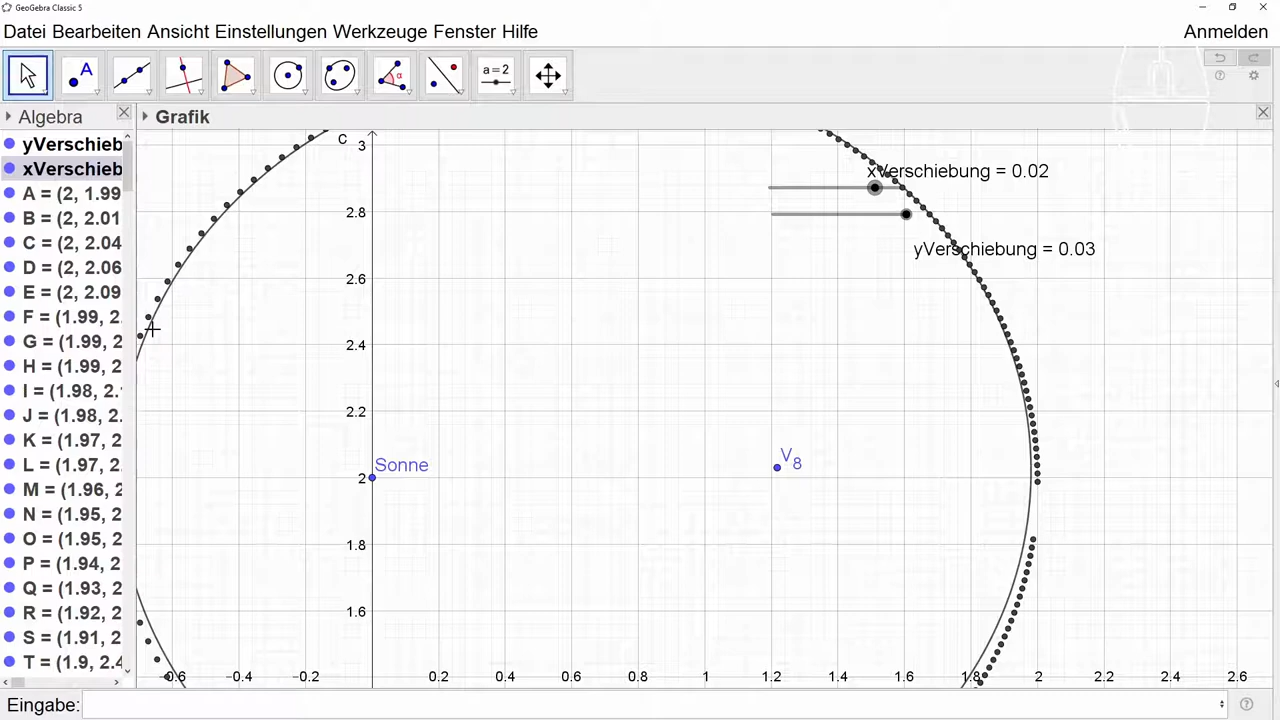 GeoGebra Classic 5
Datei Bearbeiten Ansicht Einstellungen Werkzeuge Fenster Hilfe
Anmelden
A
α
a=2
Algebra
Grafik
yVerschieb
xVerschieb
A = (2, 1.99
B = (2, 2.01
C = (2, 2.04
D = (2, 2.06
E = (2, 2.09
F = (1.99, 2.
G = (1.99, 2.
H = (1.99, 2.
I = (1.98, 2.
J = (1.98, 2.
K = (1.97, 2
L = (1.97, 2
M = (1.96, 2
N = (1.95, 2
O = (1.95, 2
P = (1.94, 2
Q = (1.93, 2
R = (1.92, 2
S = (1.91, 2
T = (1.9, 2.4
c
3
2.8
2.6
2.4
2.2
2
1.8
1.6
xVerschiebung = 0.02
yVerschiebung = 0.03
Sonne
V8
-0.6 -0.4 -0.2 0.2 0.4 0.6 0.8 1 1.2 1.4 1.6 1.8 2 2.2 2.4 2.6
Eingabe: